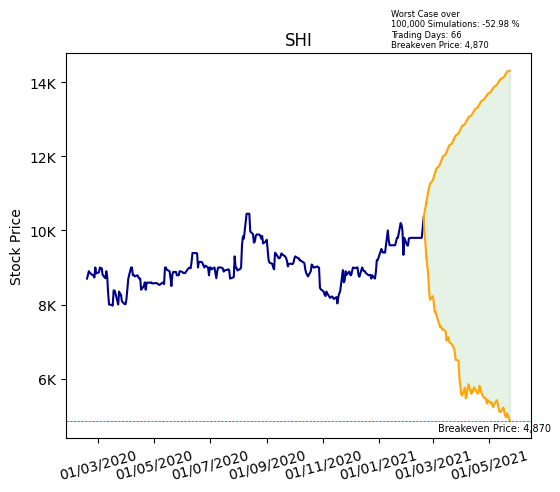 Worst Case over
100,000 Simulations: -52.98 %
Trading Days: 66
Breakeven Price: 4,870
SHI
Stock Price
14K
12K
10K
8K
6K
Breakeven Price: 4,870
01/03/2020
01/05/2020
01/07/2020
01/09/2020
01/11/2020
01/01/2021
01/03/2021
01/05/2021